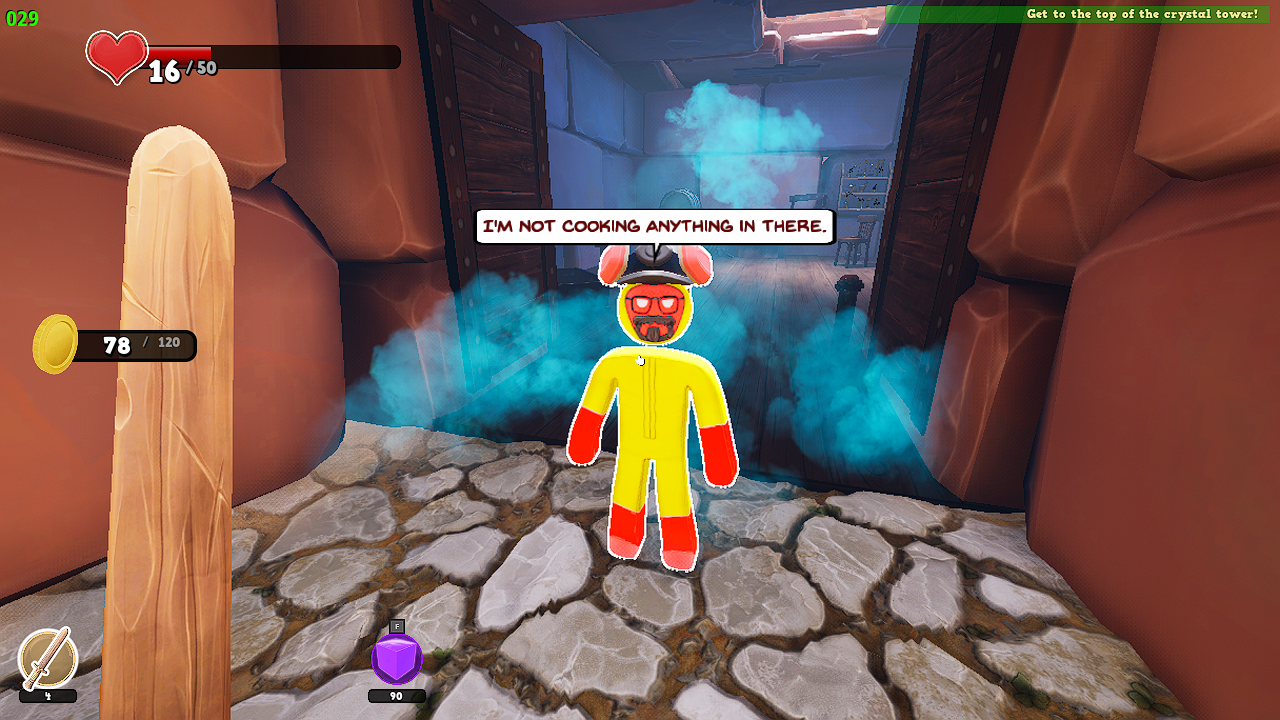 029
Get to the top of the crystal tower!
16 / 50
I'M NOT COOKING ANYTHING IN THERE.
78 / 120
F
4
90